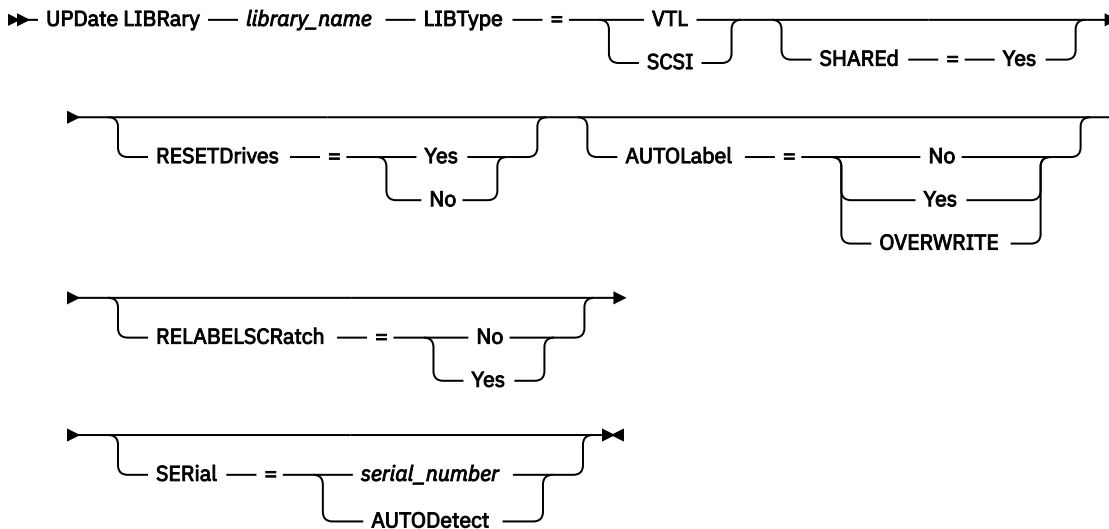 UPDate LIBRary library_name LIBType = VTL
SCSI SHAREd = Yes
RESETDrives = Yes AUTOLabel = No
No Yes
OVERWRITE
RELABELSCRatch = No
Yes
SERial = serial_number
AUTODetect